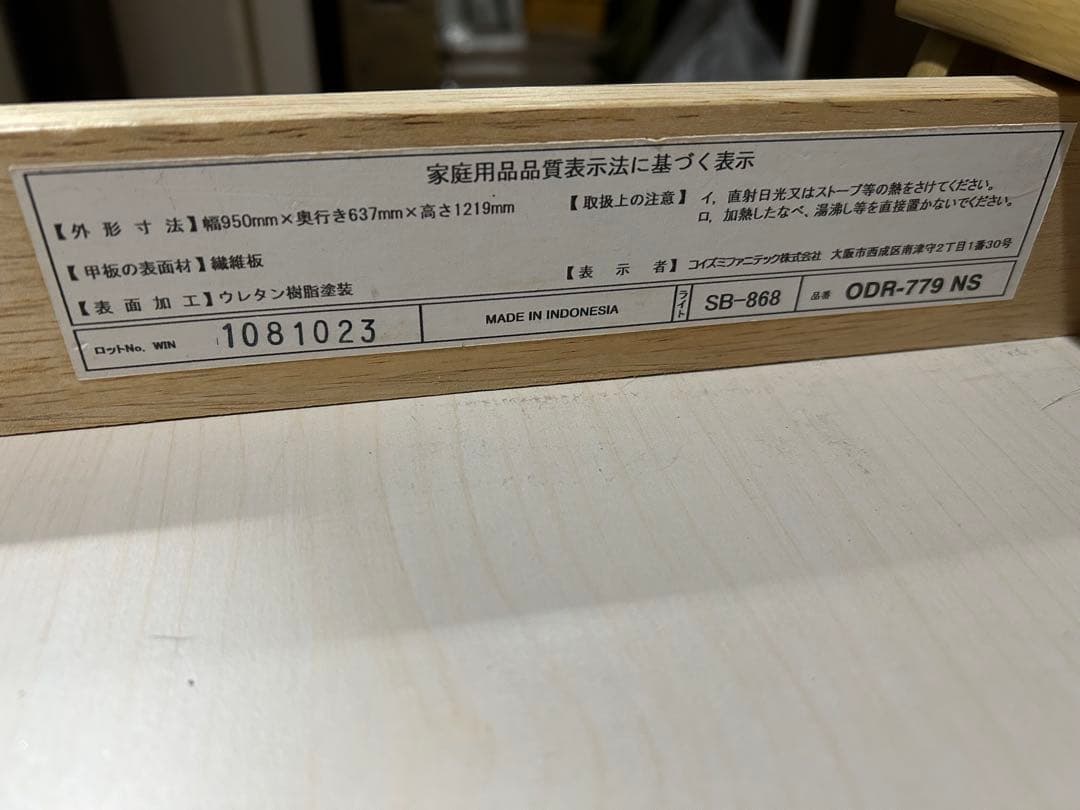 家庭用品品質表示法に基づく表示
【外形寸法】幅950mm×奥行き637mm×高さ1219mm
【甲板の表面材】繊維板
【表面加工】ウレタン樹脂塗装
【取扱上の注意】イ，直射日光又はストーブ等の熱をさけてください。
ロ，加熱したなべ、湯沸し等を直接置かないでください。
【表示者】コイズミファニテック株式会社 大阪市西成区南津守2丁目1番30号
ロットNo. WIN 1081023
MADE IN INDONESIA
ライト SB-868
品番 ODR-779 NS